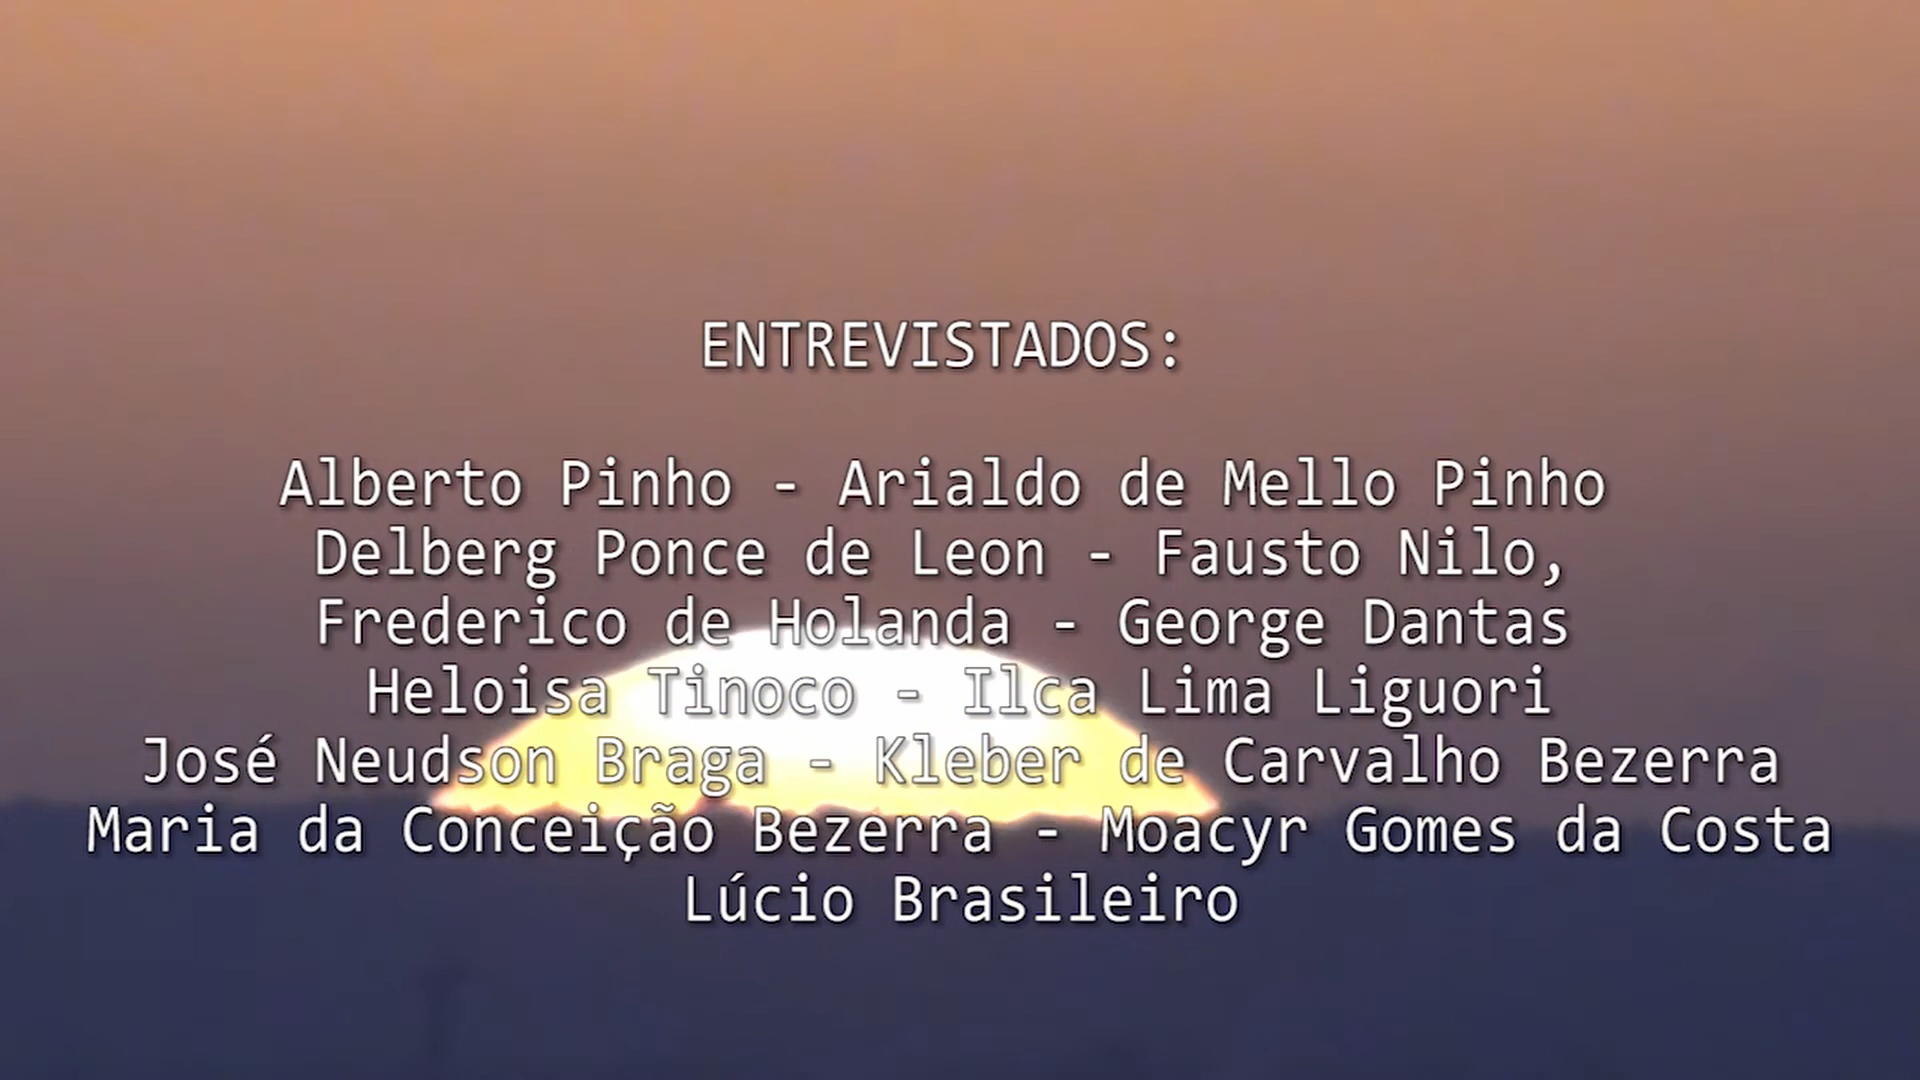 ENTREVISTADOS:
Alberto Pinho - Arialdo de Mello Pinho
Delberg Ponce de Leon - Fausto Nilo,
Frederico de Holanda - George Dantas
Heloisa Tinoco - Ilca Lima Liguori
José Neudson Braga - Kleber de Carvalho Bezerra
Maria da Conceição Bezerra - Moacyr Gomes da Costa
Lúcio Brasileiro